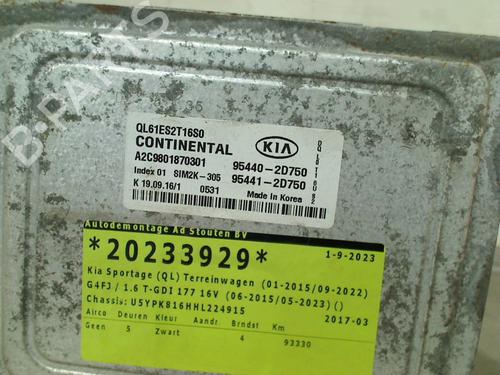 B-PARTS
QL61ES2T16S0
CONTINENTAL KIA
A2C9801870301 95440-2D750
Index 01 SIM2K-305 95441-2D750
K 19.09.16/1 0531 Made in Korea
Autodemontage Ad Stouten BV
*20233929* 1-9-2023
Kia Sportage (QL) Terreinwagen (01-2015/09-2022)
G4FJ / 1.6 T-GDI 177 16V (06-2015/05-2023)()
Chassis: U5YPK816HHL224915 2017-03
Airco Deuren Kleur Aandr. Brndst Km
Geen 5 Zwart 4 93330